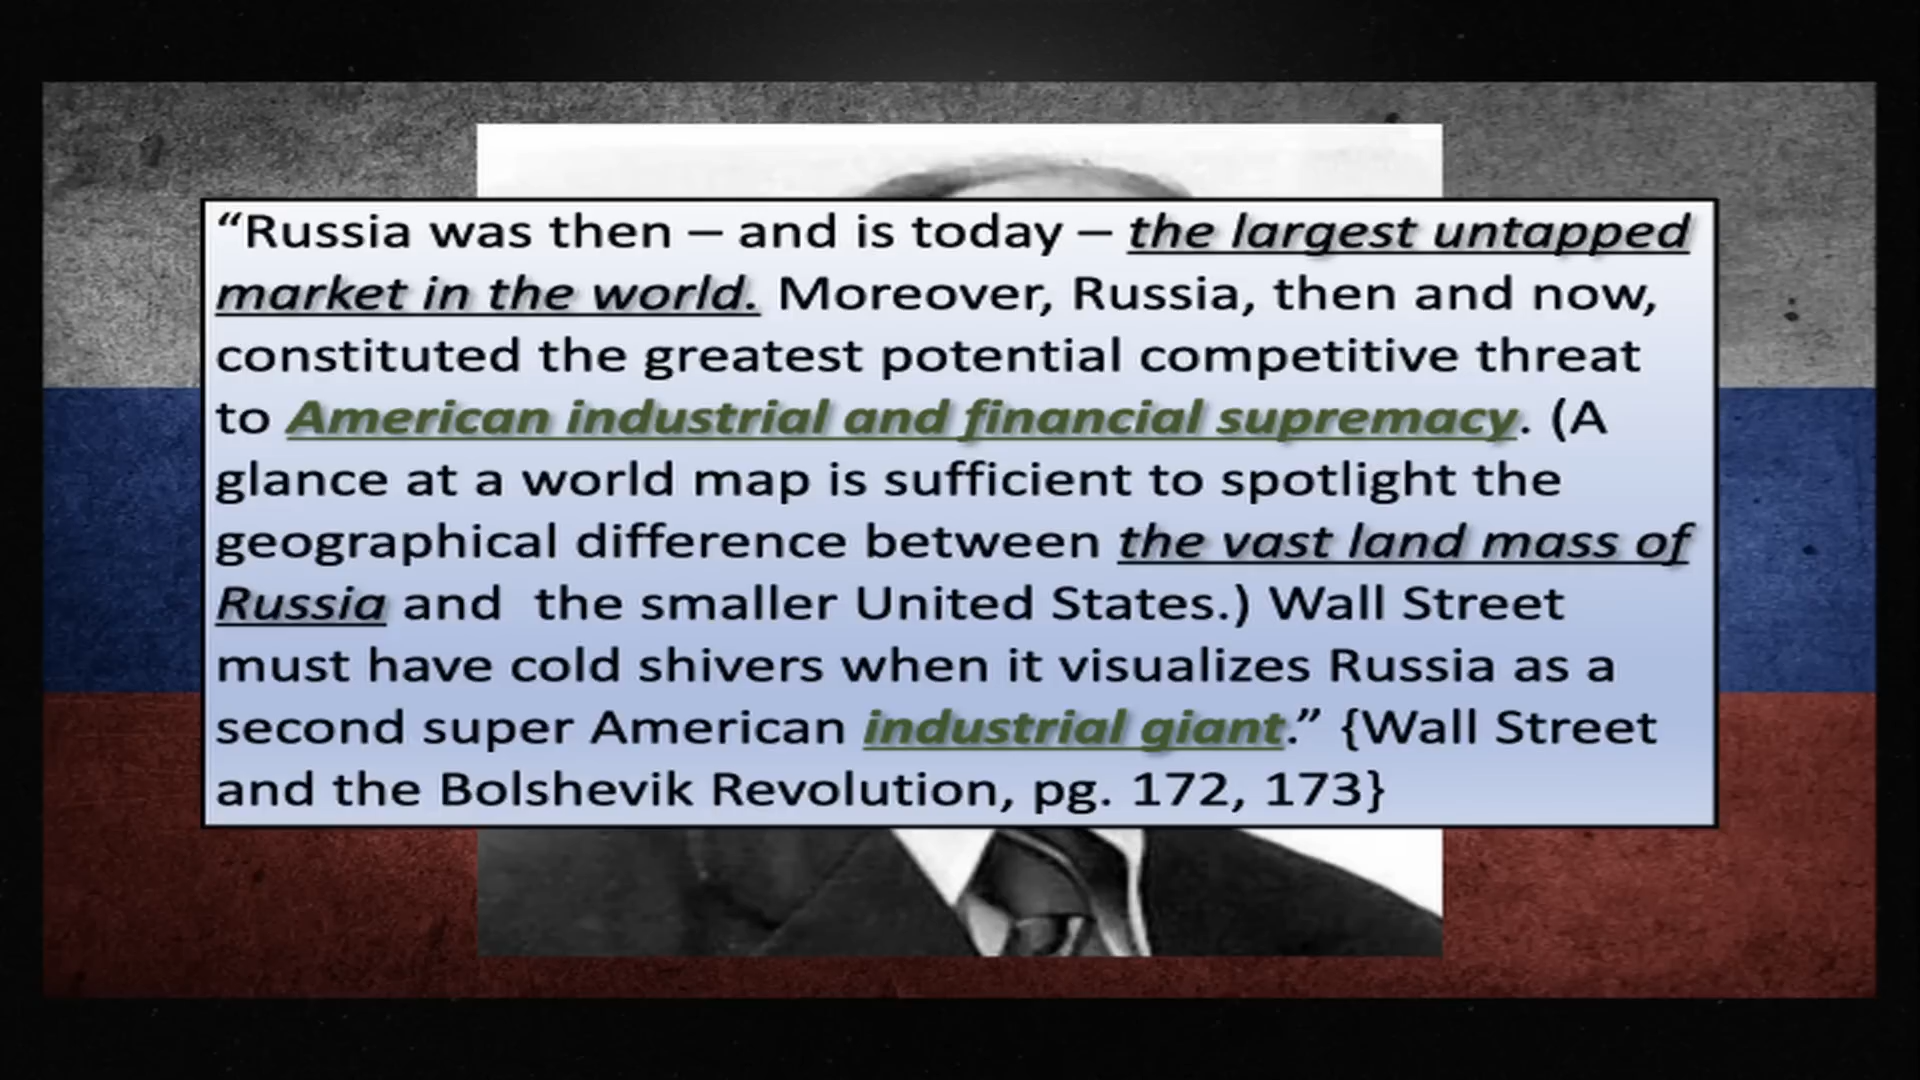 “Russia was then – and is today – the largest untapped
market in the world. Moreover, Russia, then and now,
constituted the greatest potential competitive threat
to American industrial and financial supremacy. (A
glance at a world map is sufficient to spotlight the
geographical difference between the vast land mass of
Russia and  the smaller United States.) Wall Street
must have cold shivers when it visualizes Russia as a
second super American industrial giant.” {Wall Street
and the Bolshevik Revolution, pg. 172, 173}